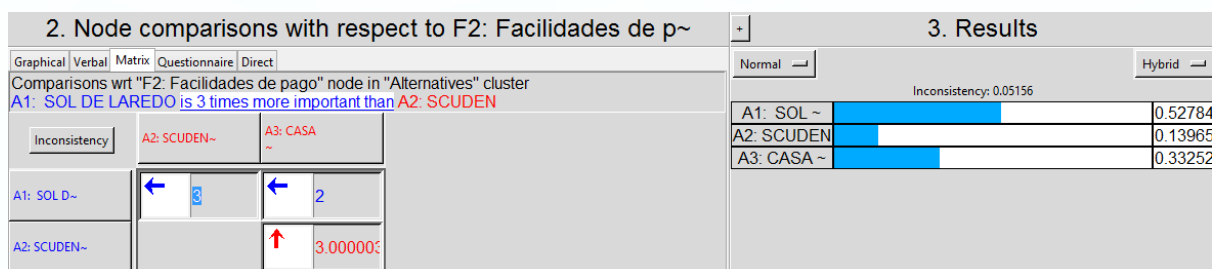 2. Node comparisons with respect to F2: Facilidades de p~
Graphical Verbal Matrix Questionnaire Direct
Comparisons wrt "F2: Facilidades de pago" node in "Alternatives" cluster
A1: SOL DE LAREDO is 3 times more important than A2: SCUDEN
Inconsistency A2: SCUDEN~ A3: CASA
~
A1: SOL D~ 3 2
A2: SCUDEN~ 3.000003
+ 3. Results
Normal Hybrid
Inconsistency: 0.05156
A1: SOL ~ 0.52784
A2: SCUDEN 0.13965
A3: CASA ~ 0.33252